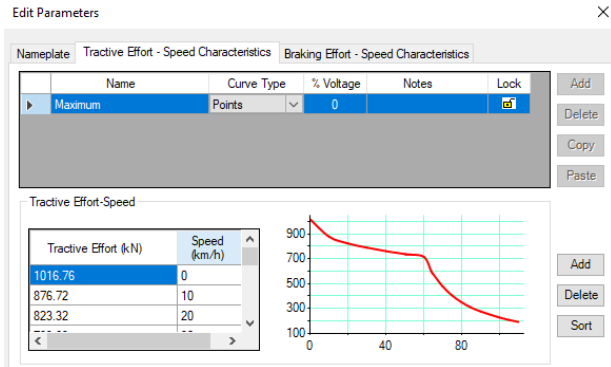 Edit Parameters
Nameplate Tractive Effort - Speed Characteristics Braking Effort - Speed Characteristics
Name Curve Type % Voltage Notes Lock
Maximum Points 0
Add
Delete
Copy
Paste
Tractive Effort-Speed
Tractive Effort (kN) Speed (km/h)
1016.76 0
876.72 10
823.32 20
900
700
500
300
100
0 40 80
Add
Delete
Sort